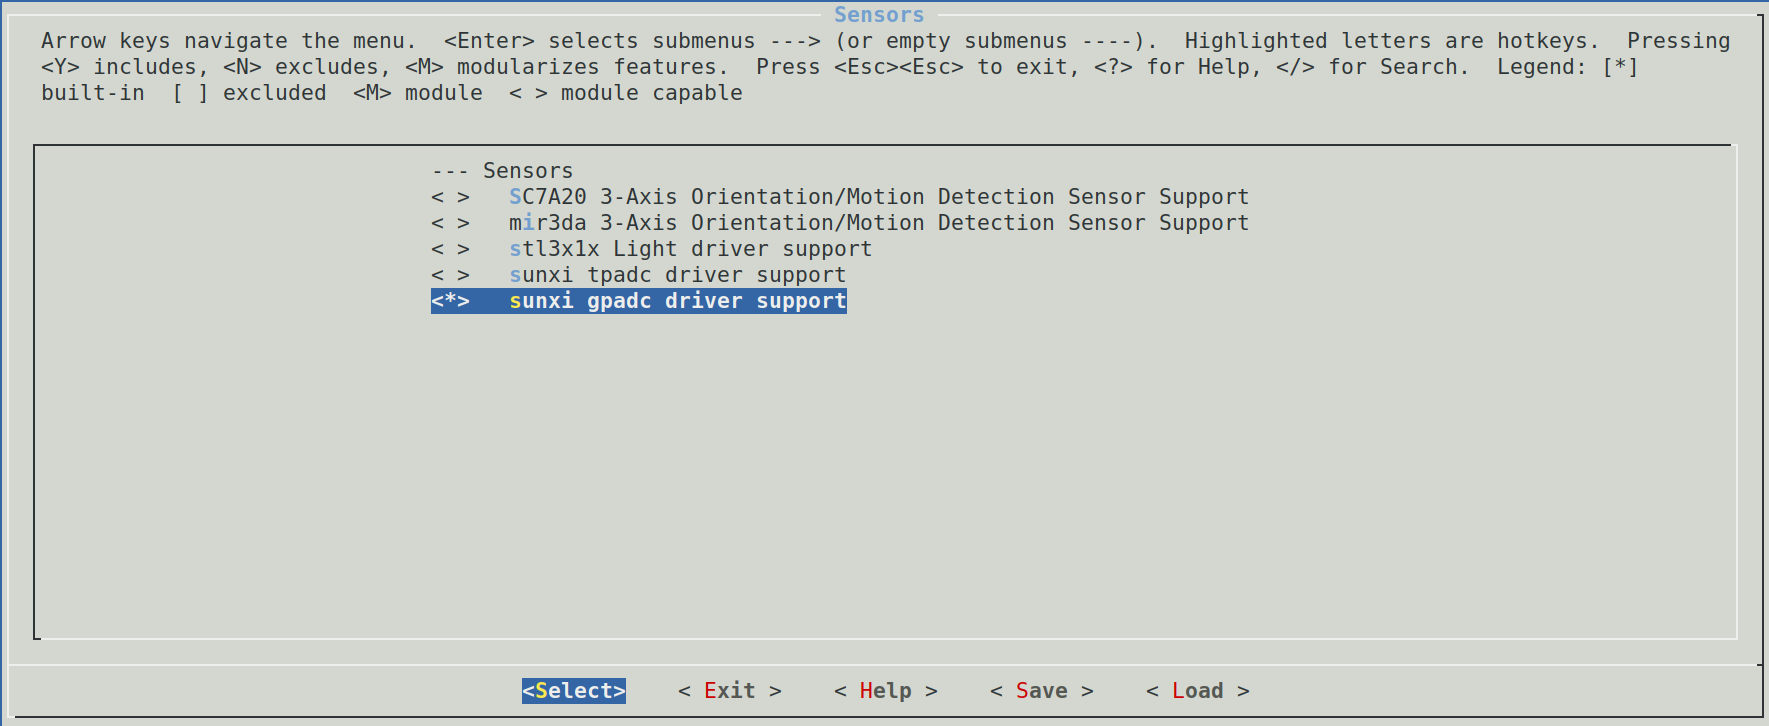 Sensors
Arrow keys navigate the menu.  <Enter> selects submenus ---> (or empty submenus ----).  Highlighted letters are hotkeys.  Pressing
<Y> includes, <N> excludes, <M> modularizes features.  Press <Esc><Esc> to exit, <?> for Help, </> for Search.  Legend: [*]
built-in  [ ] excluded  <M> module  < > module capable
--- Sensors
< >   SC7A20 3-Axis Orientation/Motion Detection Sensor Support
< >   mir3da 3-Axis Orientation/Motion Detection Sensor Support
< >   stl3x1x Light driver support
< >   sunxi tpadc driver support
<*>   sunxi gpadc driver support
<Select>    < Exit >    < Help >    < Save >    < Load >